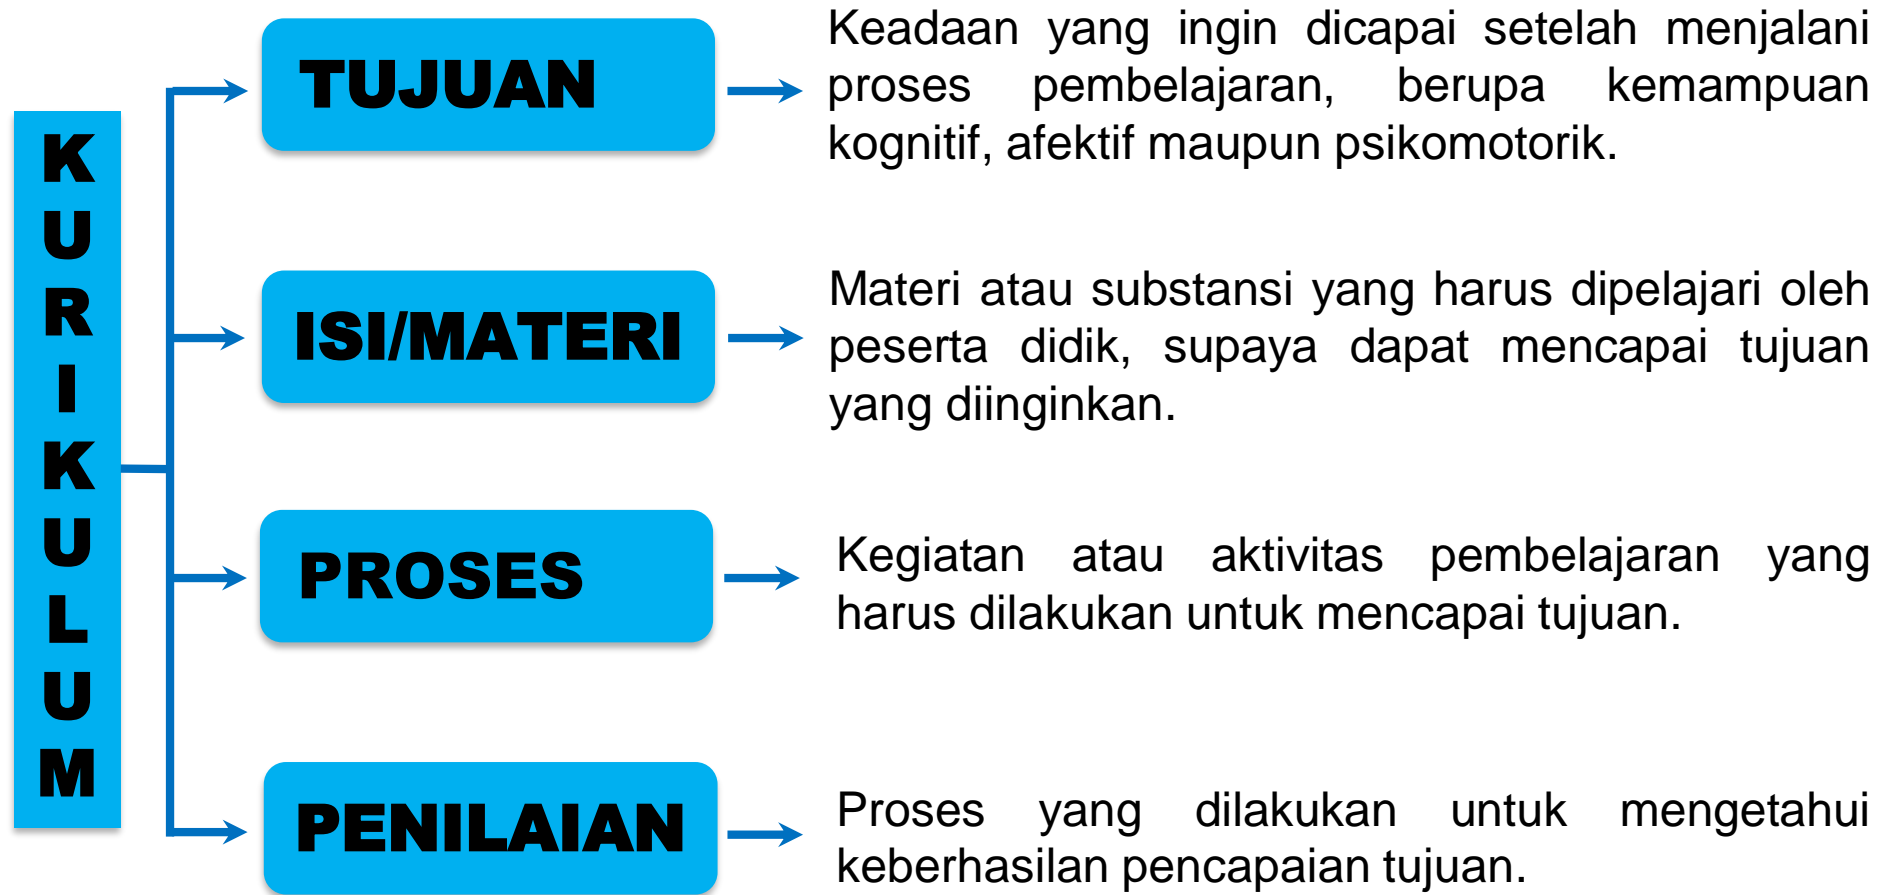 KURIKULUM
TUJUAN
Keadaan yang ingin dicapai setelah menjalani
proses pembelajaran, berupa kemampuan
kognitif, afektif maupun psikomotorik.
ISI/MATERI
Materi atau substansi yang harus dipelajari oleh
peserta didik, supaya dapat mencapai tujuan
yang diinginkan.
PROSES
Kegiatan atau aktivitas pembelajaran yang
harus dilakukan untuk mencapai tujuan.
PENILAIAN
Proses yang dilakukan untuk mengetahui
keberhasilan pencapaian tujuan.